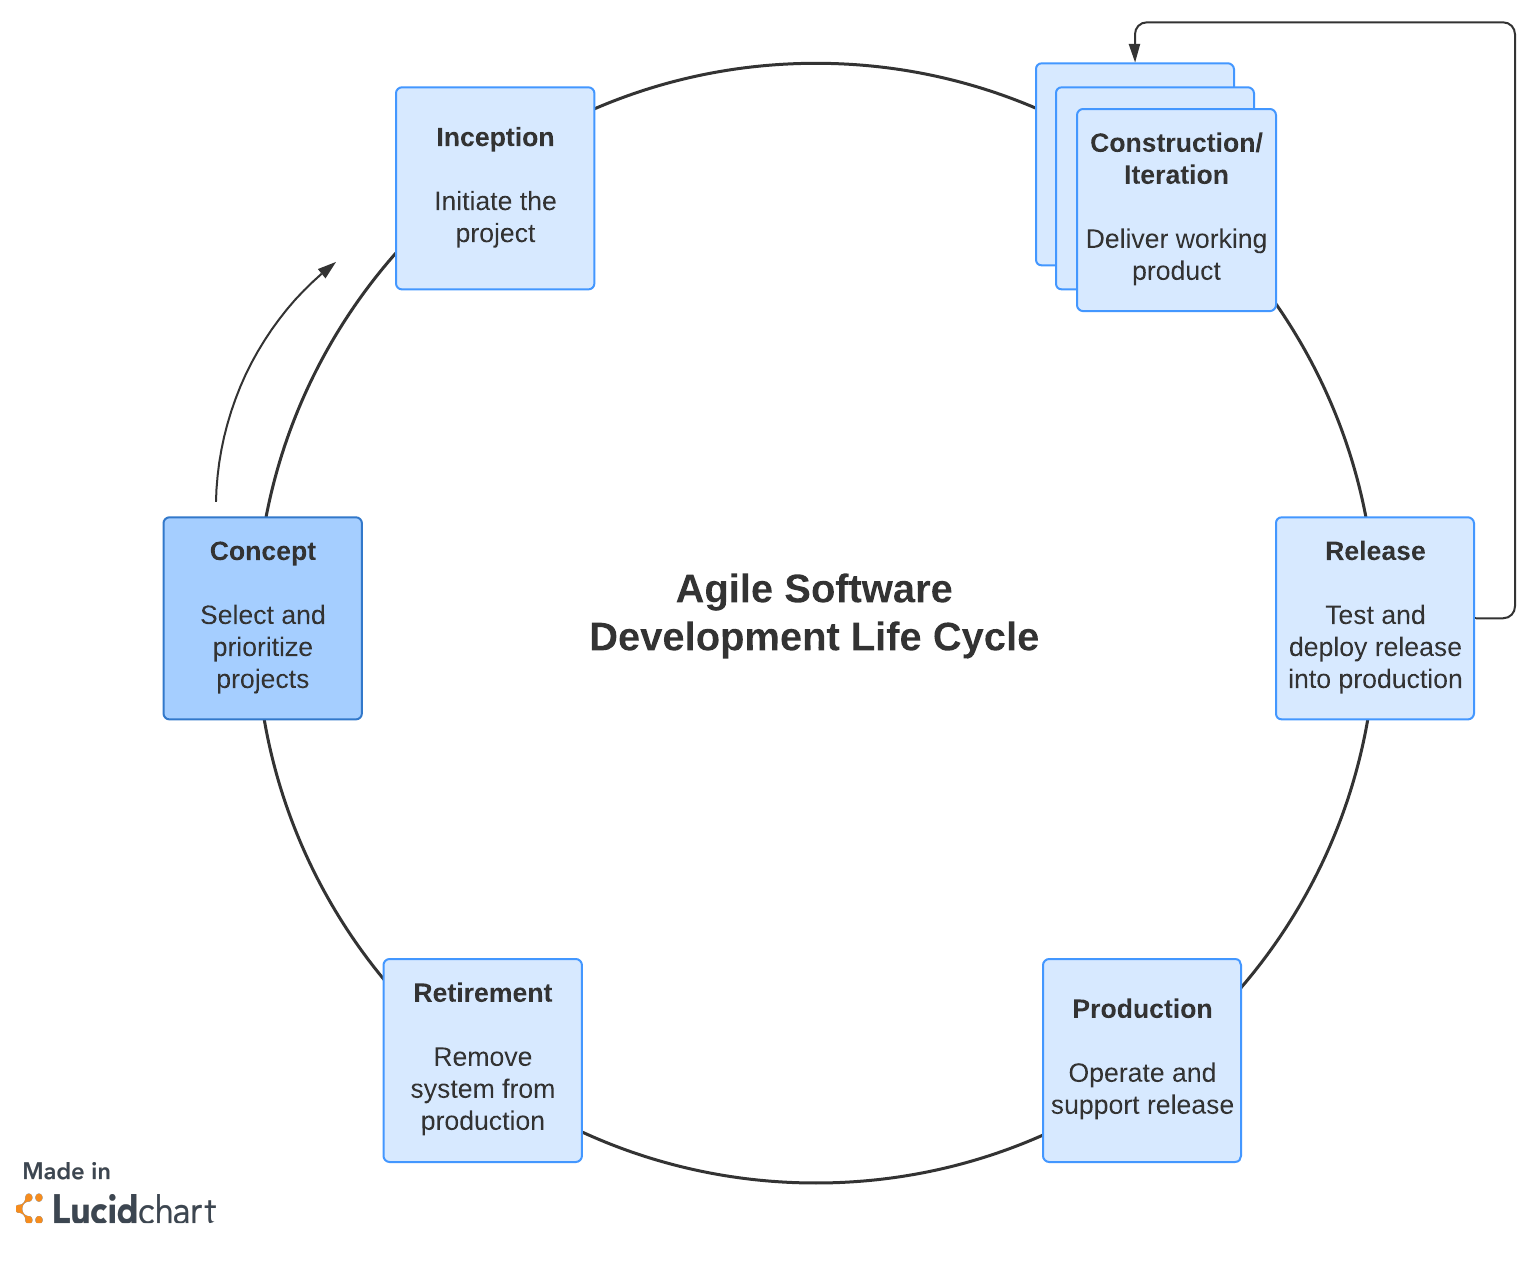 Inception
Initiate the
project
Construction/
Iteration
Deliver working
product
Concept
Select and
prioritize
projects
Agile Software
Development Life Cycle
Release
Test and
deploy release
into production
Retirement
Remove
system from
production
Production
Operate and
support release
Made in
Lucidchart